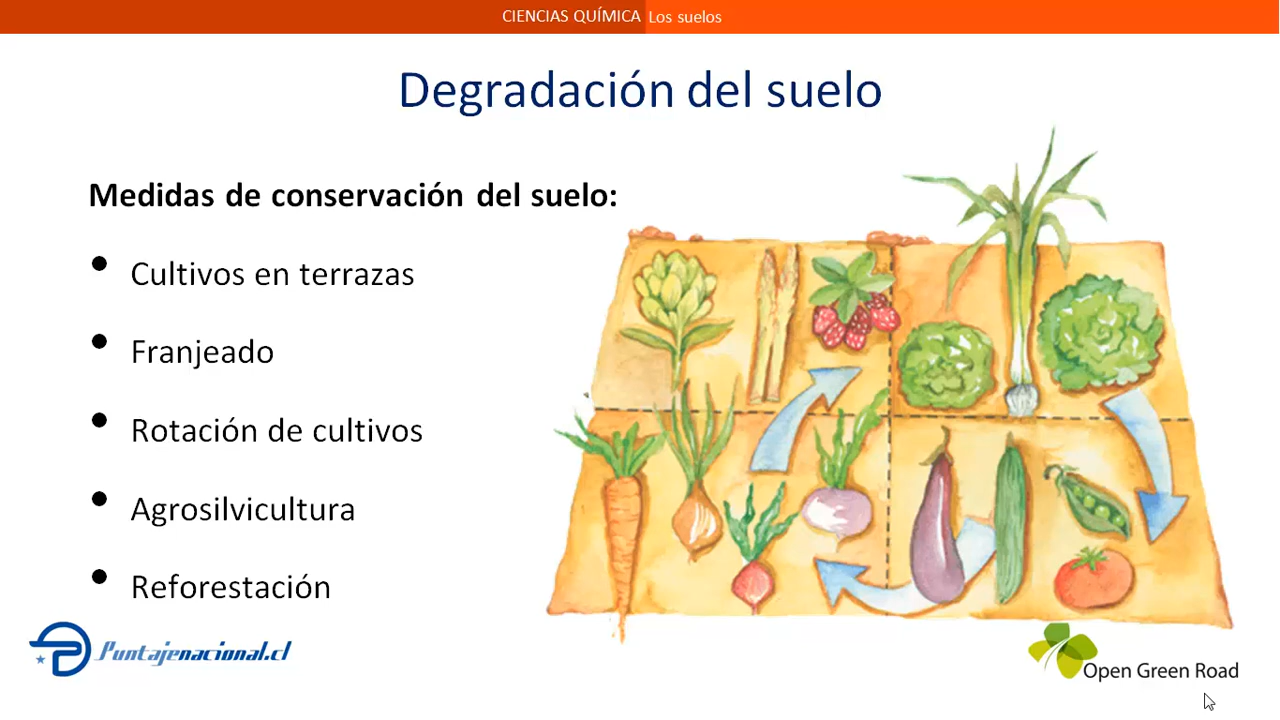 CIENCIAS QUÍMICA Los suelos
Degradación del suelo
Medidas de conservación del suelo:
• Cultivos en terrazas
• Franjeado
• Rotación de cultivos
• Agrosilvicultura
• Reforestación
Puntajenacional.cl
Open Green Road